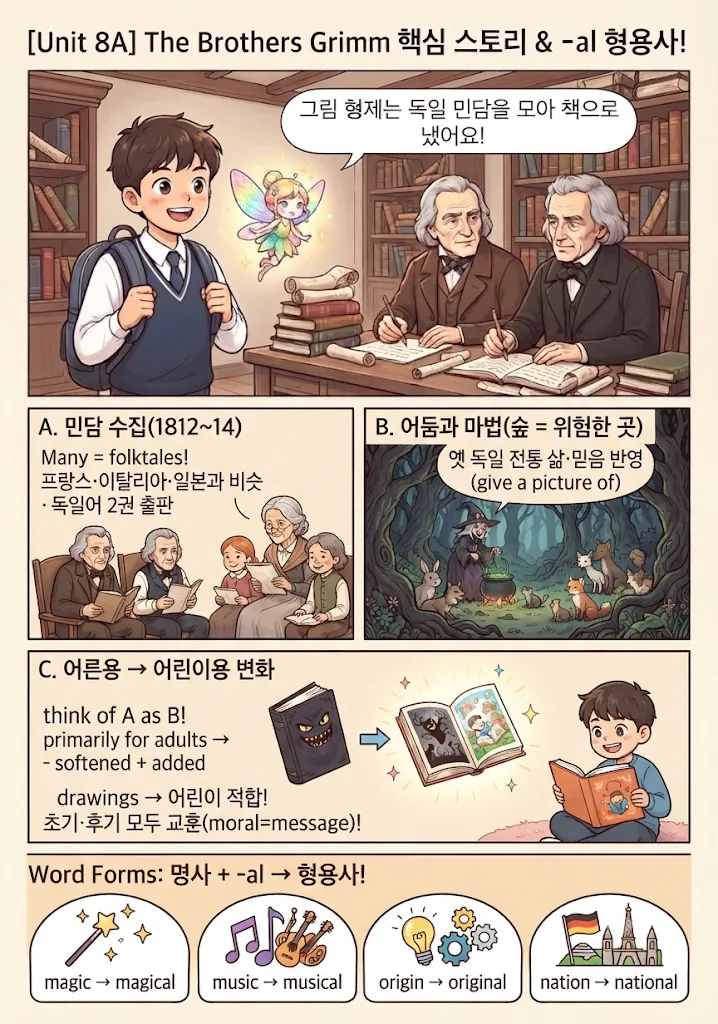 [Unit 8A] The Brothers Grimm 핵심 스토리 & -al 형용사!
그림 형제는 독일 민담을 모아 책으로
냈어요!
A. 민담 수집(1812~14)
Many = folktales!
프랑스·이탈리아·일본과 비슷
· 독일어 2권 출판
B. 어둠과 마법(숲 = 위험한 곳)
옛 독일 전통 삶·믿음 반영
(give a picture of)
C. 어른용 → 어린이용 변화
think of A as B!
primarily for adults →
- softened + added
drawings → 어린이 적합!
초기·후기 모두 교훈(moral=message)!
Word Forms: 명사 + -al → 형용사!
magic → magical
music → musical
origin → original
nation → national